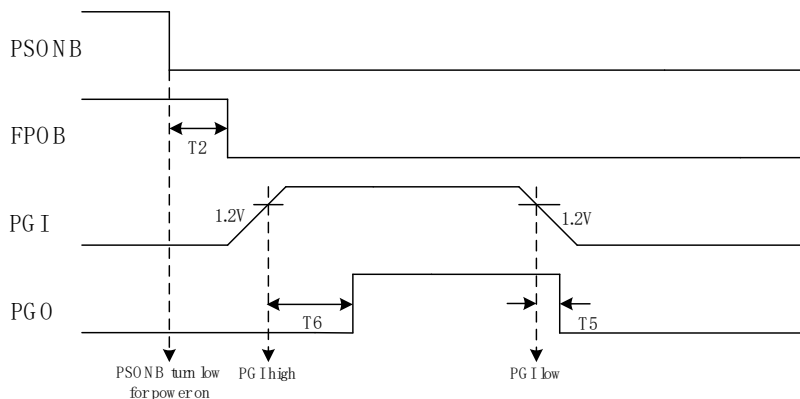 PSONB
FPOB
T2
PGI
1.2V
1.2V
PGO
T6
T5
PSONB turn low
for power on
PGI high
PGI low